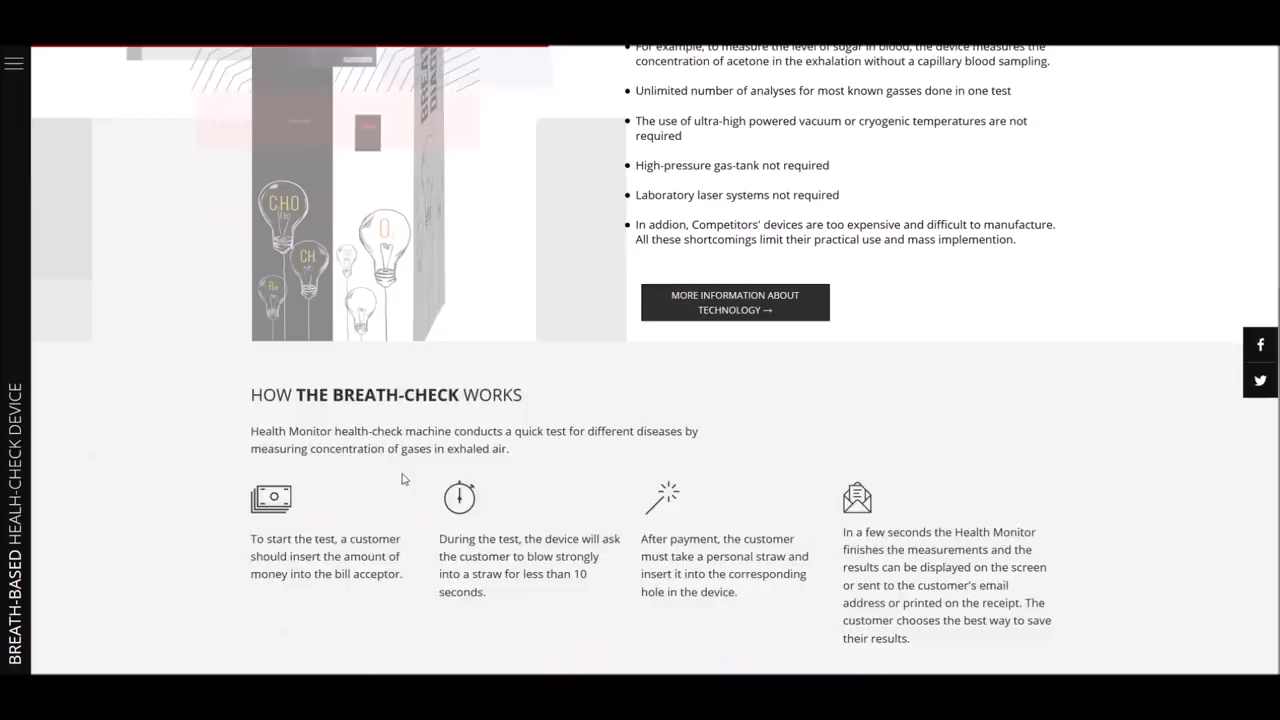 For example, to measure the level of sugar in blood, the device measures the
concentration of acetone in the exhalation without a capillary blood sampling.
Unlimited number of analyses for most known gasses done in one test
The use of ultra-high powered vacuum or cryogenic temperatures are not
required
High-pressure gas-tank not required
Laboratory laser systems not required
In addion, Competitors' devices are too expensive and difficult to manufacture.
All these shortcomings limit their practical use and mass implemention.
MORE INFORMATION ABOUT
TECHNOLOGY →
CHO
O
CH
Rn
HOW THE BREATH-CHECK WORKS
Health Monitor health-check machine conducts a quick test for different diseases by
measuring concentration of gases in exhaled air.
To start the test, a customer
should insert the amount of
money into the bill acceptor.
During the test, the device will ask
the customer to blow strongly
into a straw for less than 10
seconds.
After payment, the customer
must take a personal straw and
insert it into the corresponding
hole in the device.
In a few seconds the Health Monitor
finishes the measurements and the
results can be displayed on the screen
or sent to the customer's email
address or printed on the receipt. The
customer chooses the best way to save
their results.
BREATH-BASED HEALH-CHECK DEVICE